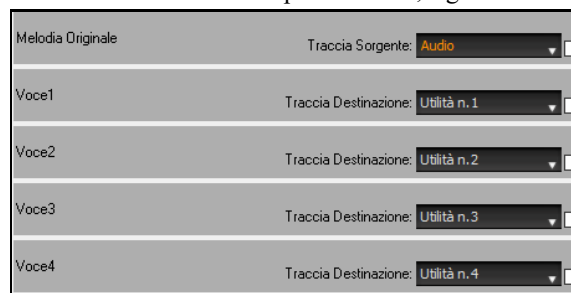 Melodia Originale Traccia Sorgente: Audio
Voce1 Traccia Destinazione: Utilità n.1
Voce2 Traccia Destinazione: Utilità n.2
Voce3 Traccia Destinazione: Utilità n.3
Voce4 Traccia Destinazione: Utilità n.4